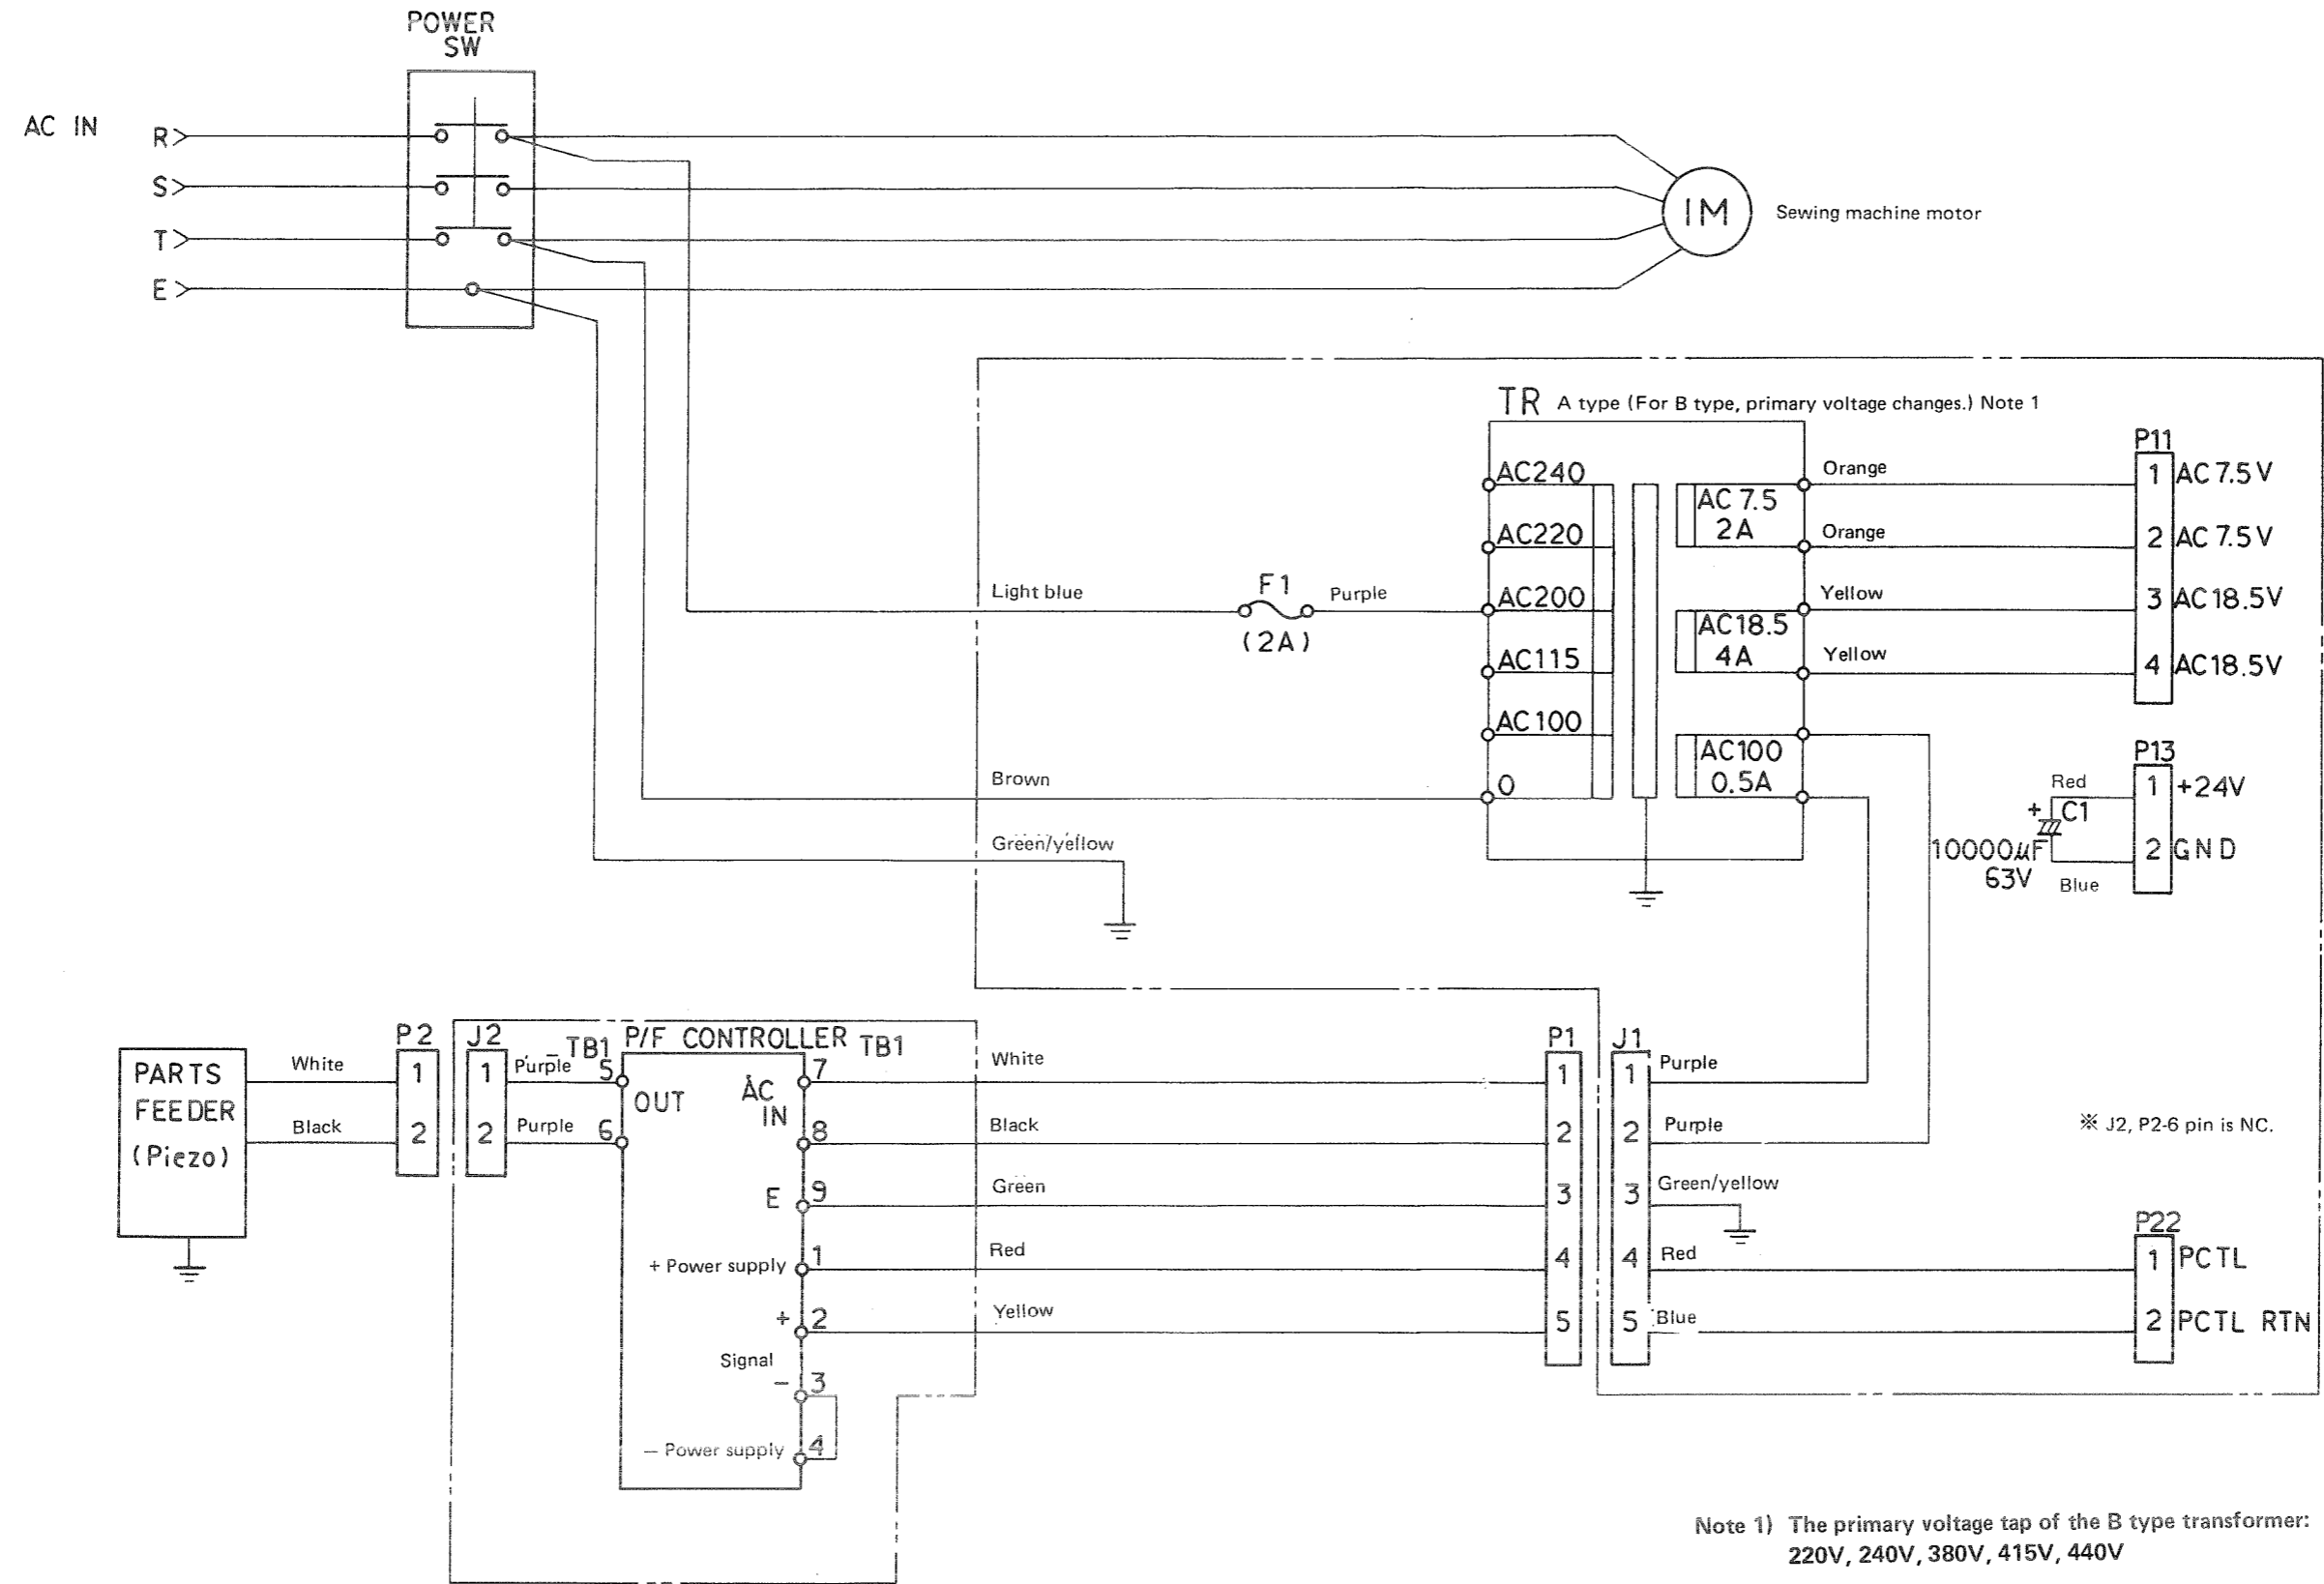 POWER
SW
AC IN
R
S
T
E
IM
Sewing machine motor
TR A type (For B type, primary voltage changes.) Note 1
AC240
AC220
AC200
AC115
AC100
0
AC 7.5
2A
AC18.5
4A
AC100
0.5A
Orange
Orange
Yellow
Yellow
P11
1 AC 7.5V
2 AC 7.5V
3 AC18.5V
4 AC18.5V
Light blue
F1
(2A)
Purple
Brown
Green/yellow
P13
1 +24V
2 GND
Red
+ C1
10000µF
63V
Blue
PARTS
FEEDER
(Piezo)
White
Black
P2
1
2
J2
1
2
Purple
Purple
TB1
5
6
P/F CONTROLLER
TB1
OUT
AC
IN
7
8
E 9
+ Power supply 1
+ 2
Signal
− 3
− Power supply 4
White
Black
Green
Red
Yellow
P1
1
2
3
4
5
J1
1
2
3
4
5
Purple
Purple
Green/yellow
Red
Blue
※ J2, P2-6 pin is NC.
P22
1 PCTL
2 PCTL RTN
Note 1) The primary voltage tap of the B type transformer:
220V, 240V, 380V, 415V, 440V